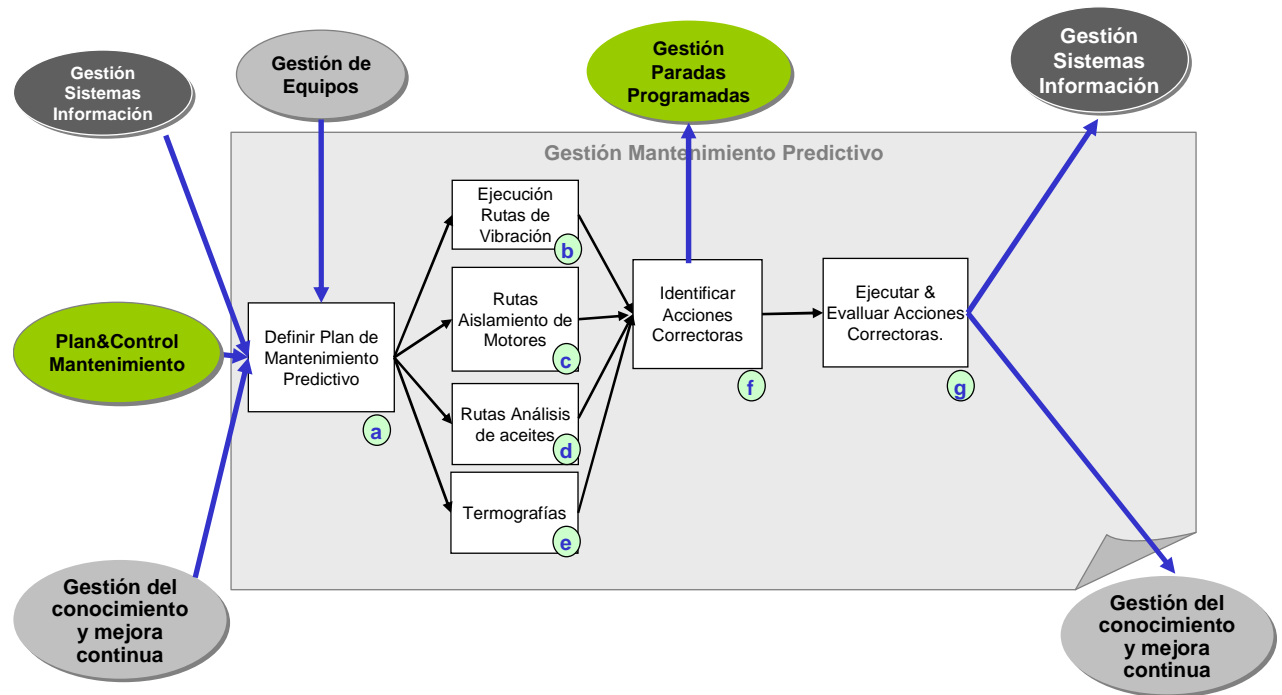 Gestión
Sistemas
Información
Gestión de
Equipos
Gestión
Paradas
Programadas
Gestión
Sistemas
Información
Gestión Mantenimiento Predictivo
Plan&Control
Mantenimiento
Definir Plan de
Mantenimiento
Predictivo
a
Ejecución
Rutas de
Vibración
b
Rutas
Aislamiento de
Motores
c
Rutas Análisis
de aceites
d
Termografías
e
Identificar
Acciones
Correctoras
f
Ejecutar &
Evalluar Acciones
Correctoras.
g
Gestión del
conocimiento
y mejora
continua
Gestión del
conocimiento
y mejora
continua